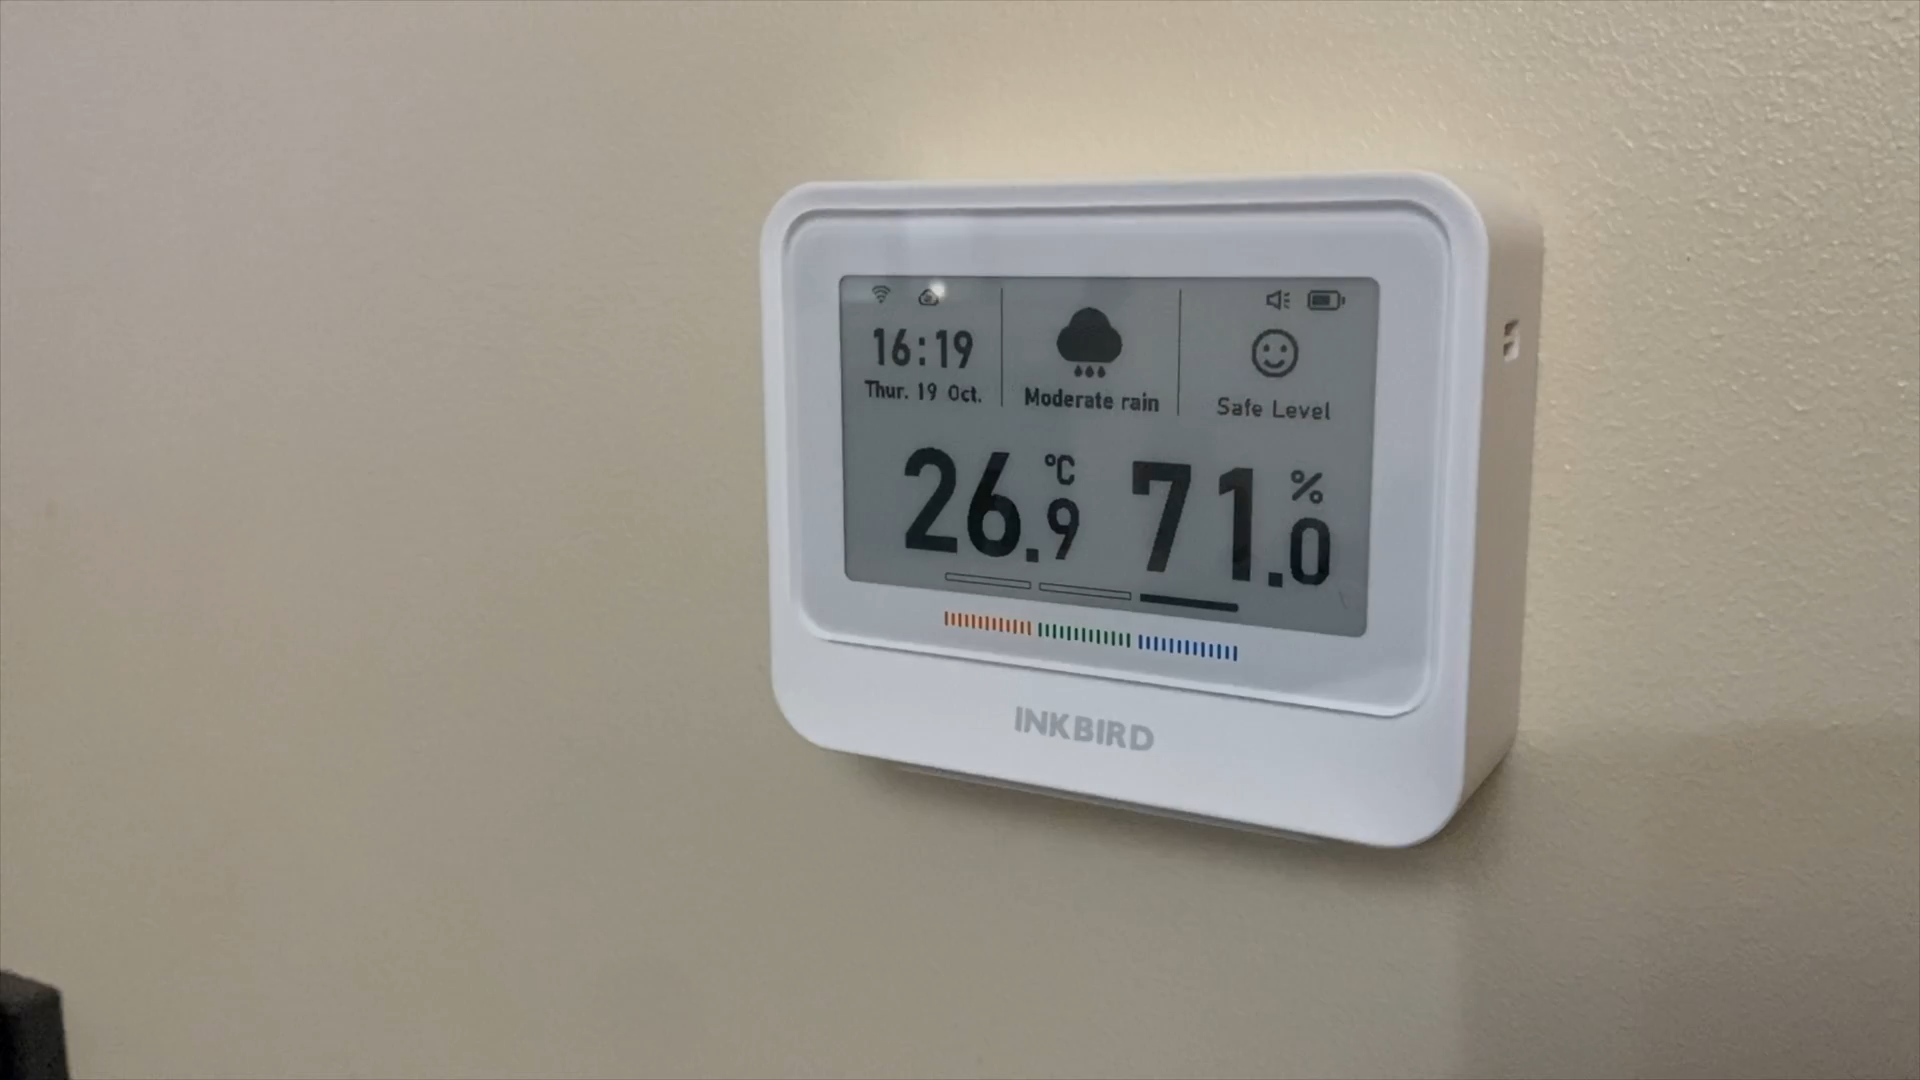 16:19
Thur. 19 Oct.
Moderate rain
Safe Level
26.9 °C
71.0 %
INKBIRD